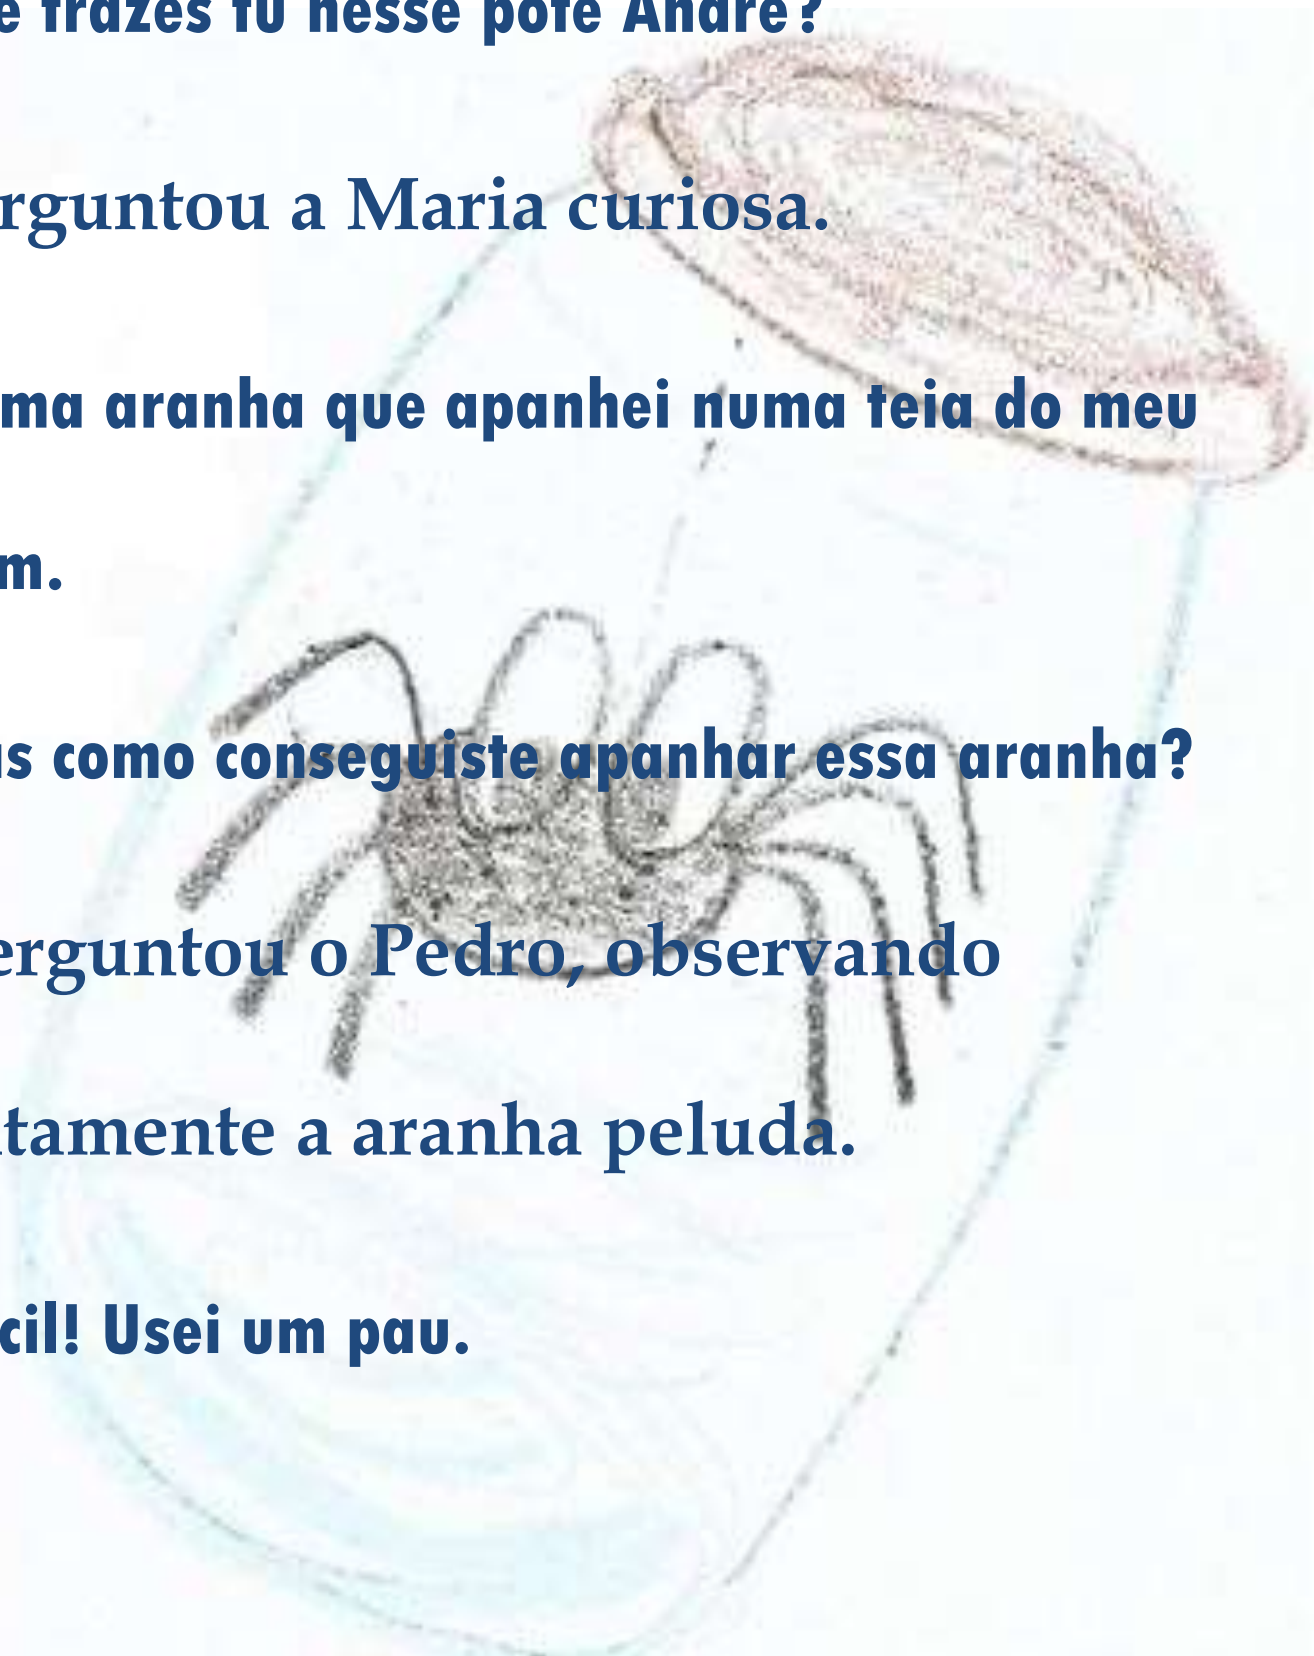 e trazes tu nesse pote André?
rguntou a Maria curiosa.
ma aranha que apanhei numa teia do meu
m.
s como conseguiste apanhar essa aranha?
erguntou o Pedro, observando
tamente a aranha peluda.
cil! Usei um pau.